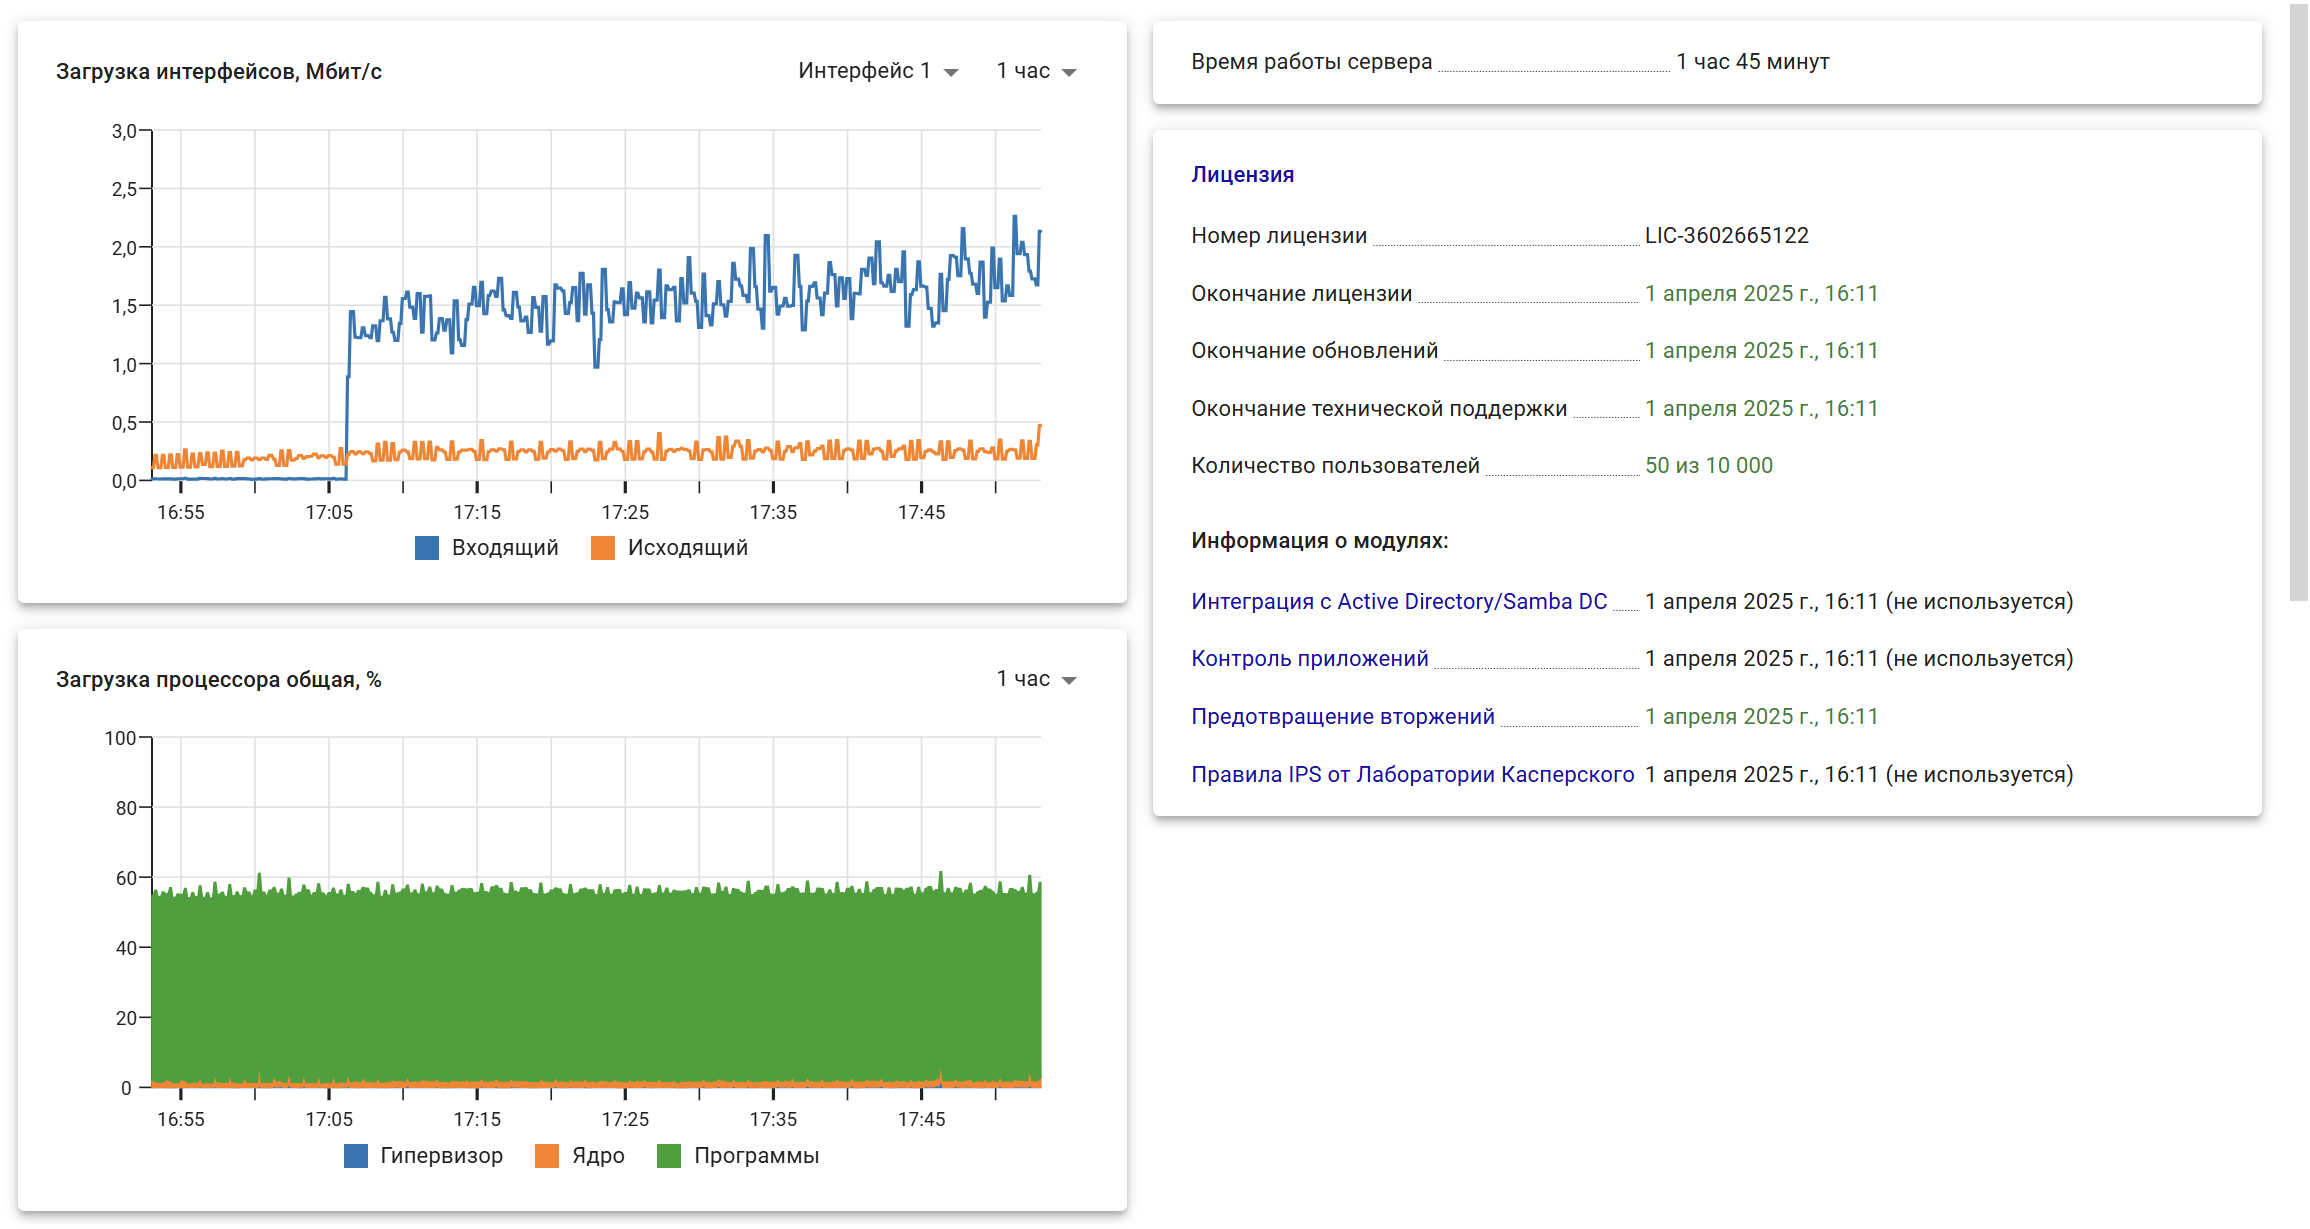 Загрузка интерфейсов, Мбит/с
Интерфейс 1
1 час
3,0
2,5
2,0
1,5
1,0
0,5
0,0
16:55 17:05 17:15 17:25 17:35 17:45
Входящий Исходящий
Загрузка процессора общая, %
1 час
100
80
60
40
20
0
16:55 17:05 17:15 17:25 17:35 17:45
Гипервизор Ядро Программы
Время работы сервера 1 час 45 минут
Лицензия
Номер лицензии LIC-3602665122
Окончание лицензии 1 апреля 2025 г., 16:11
Окончание обновлений 1 апреля 2025 г., 16:11
Окончание технической поддержки 1 апреля 2025 г., 16:11
Количество пользователей 50 из 10 000
Информация о модулях:
Интеграция с Active Directory/Samba DC 1 апреля 2025 г., 16:11 (не используется)
Контроль приложений 1 апреля 2025 г., 16:11 (не используется)
Предотвращение вторжений 1 апреля 2025 г., 16:11
Правила IPS от Лаборатории Касперского 1 апреля 2025 г., 16:11 (не используется)